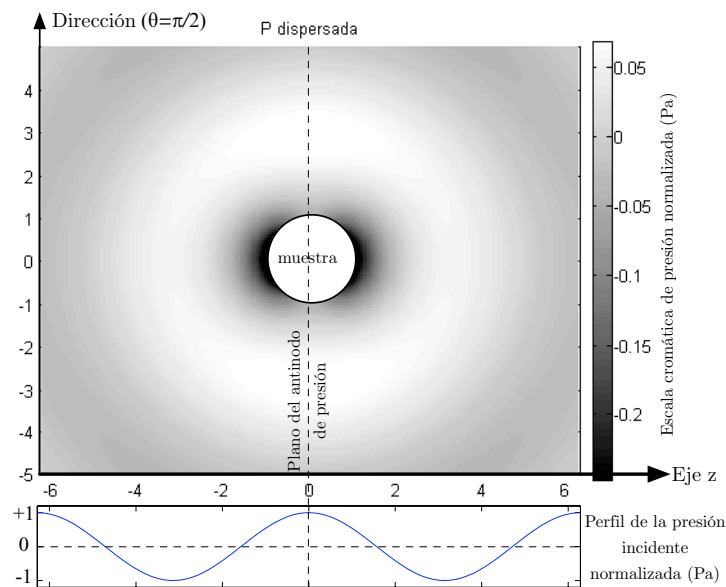 Dirección (θ=π/2)
P dispersada
4
3
2
1
0
-1
-2
-3
-4
-5
muestra
Plano del antinodo
de presión
-6
-4
-2
0
2
4
6
Eje z
0.05
0
-0.05
-0.1
-0.15
-0.2
Escala cromática de presión normalizada (Pa)
+1
0
-1
Perfil de la presión
incidente
normalizada (Pa)